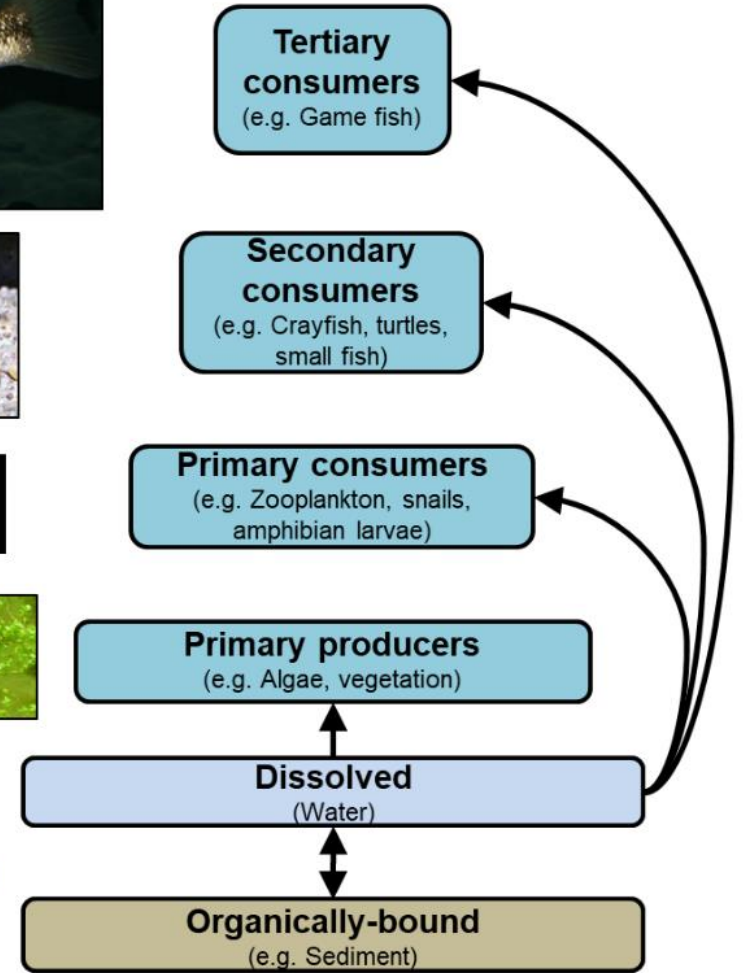 Tertiary
consumers
(e.g. Game fish)
Secondary
consumers
(e.g. Crayfish, turtles,
small fish)
Primary consumers
(e.g. Zooplankton, snails,
amphibian larvae)
Primary producers
(e.g. Algae, vegetation)
Dissolved
(Water)
Organically-bound
(e.g. Sediment)